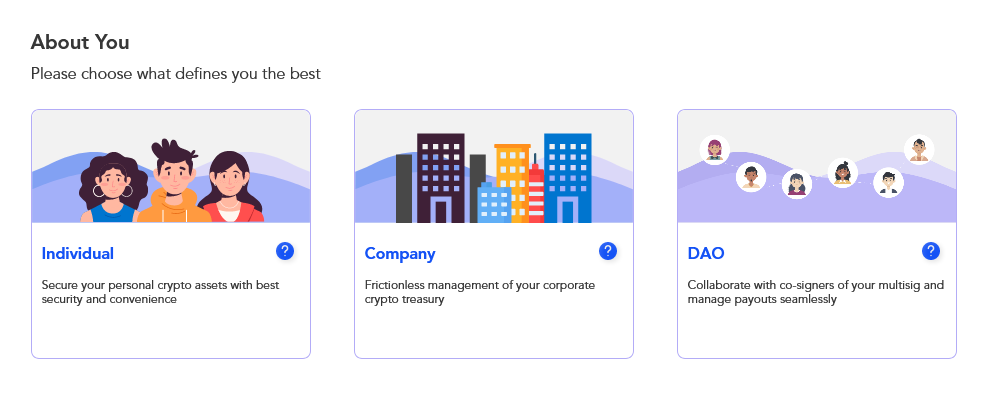 About You
Please choose what defines you the best
Individual
?
Secure your personal crypto assets with best
security and convenience
Company
?
Frictionless management of your corporate
crypto treasury
DAO
?
Collaborate with co-signers of your multisig and
manage payouts seamlessly